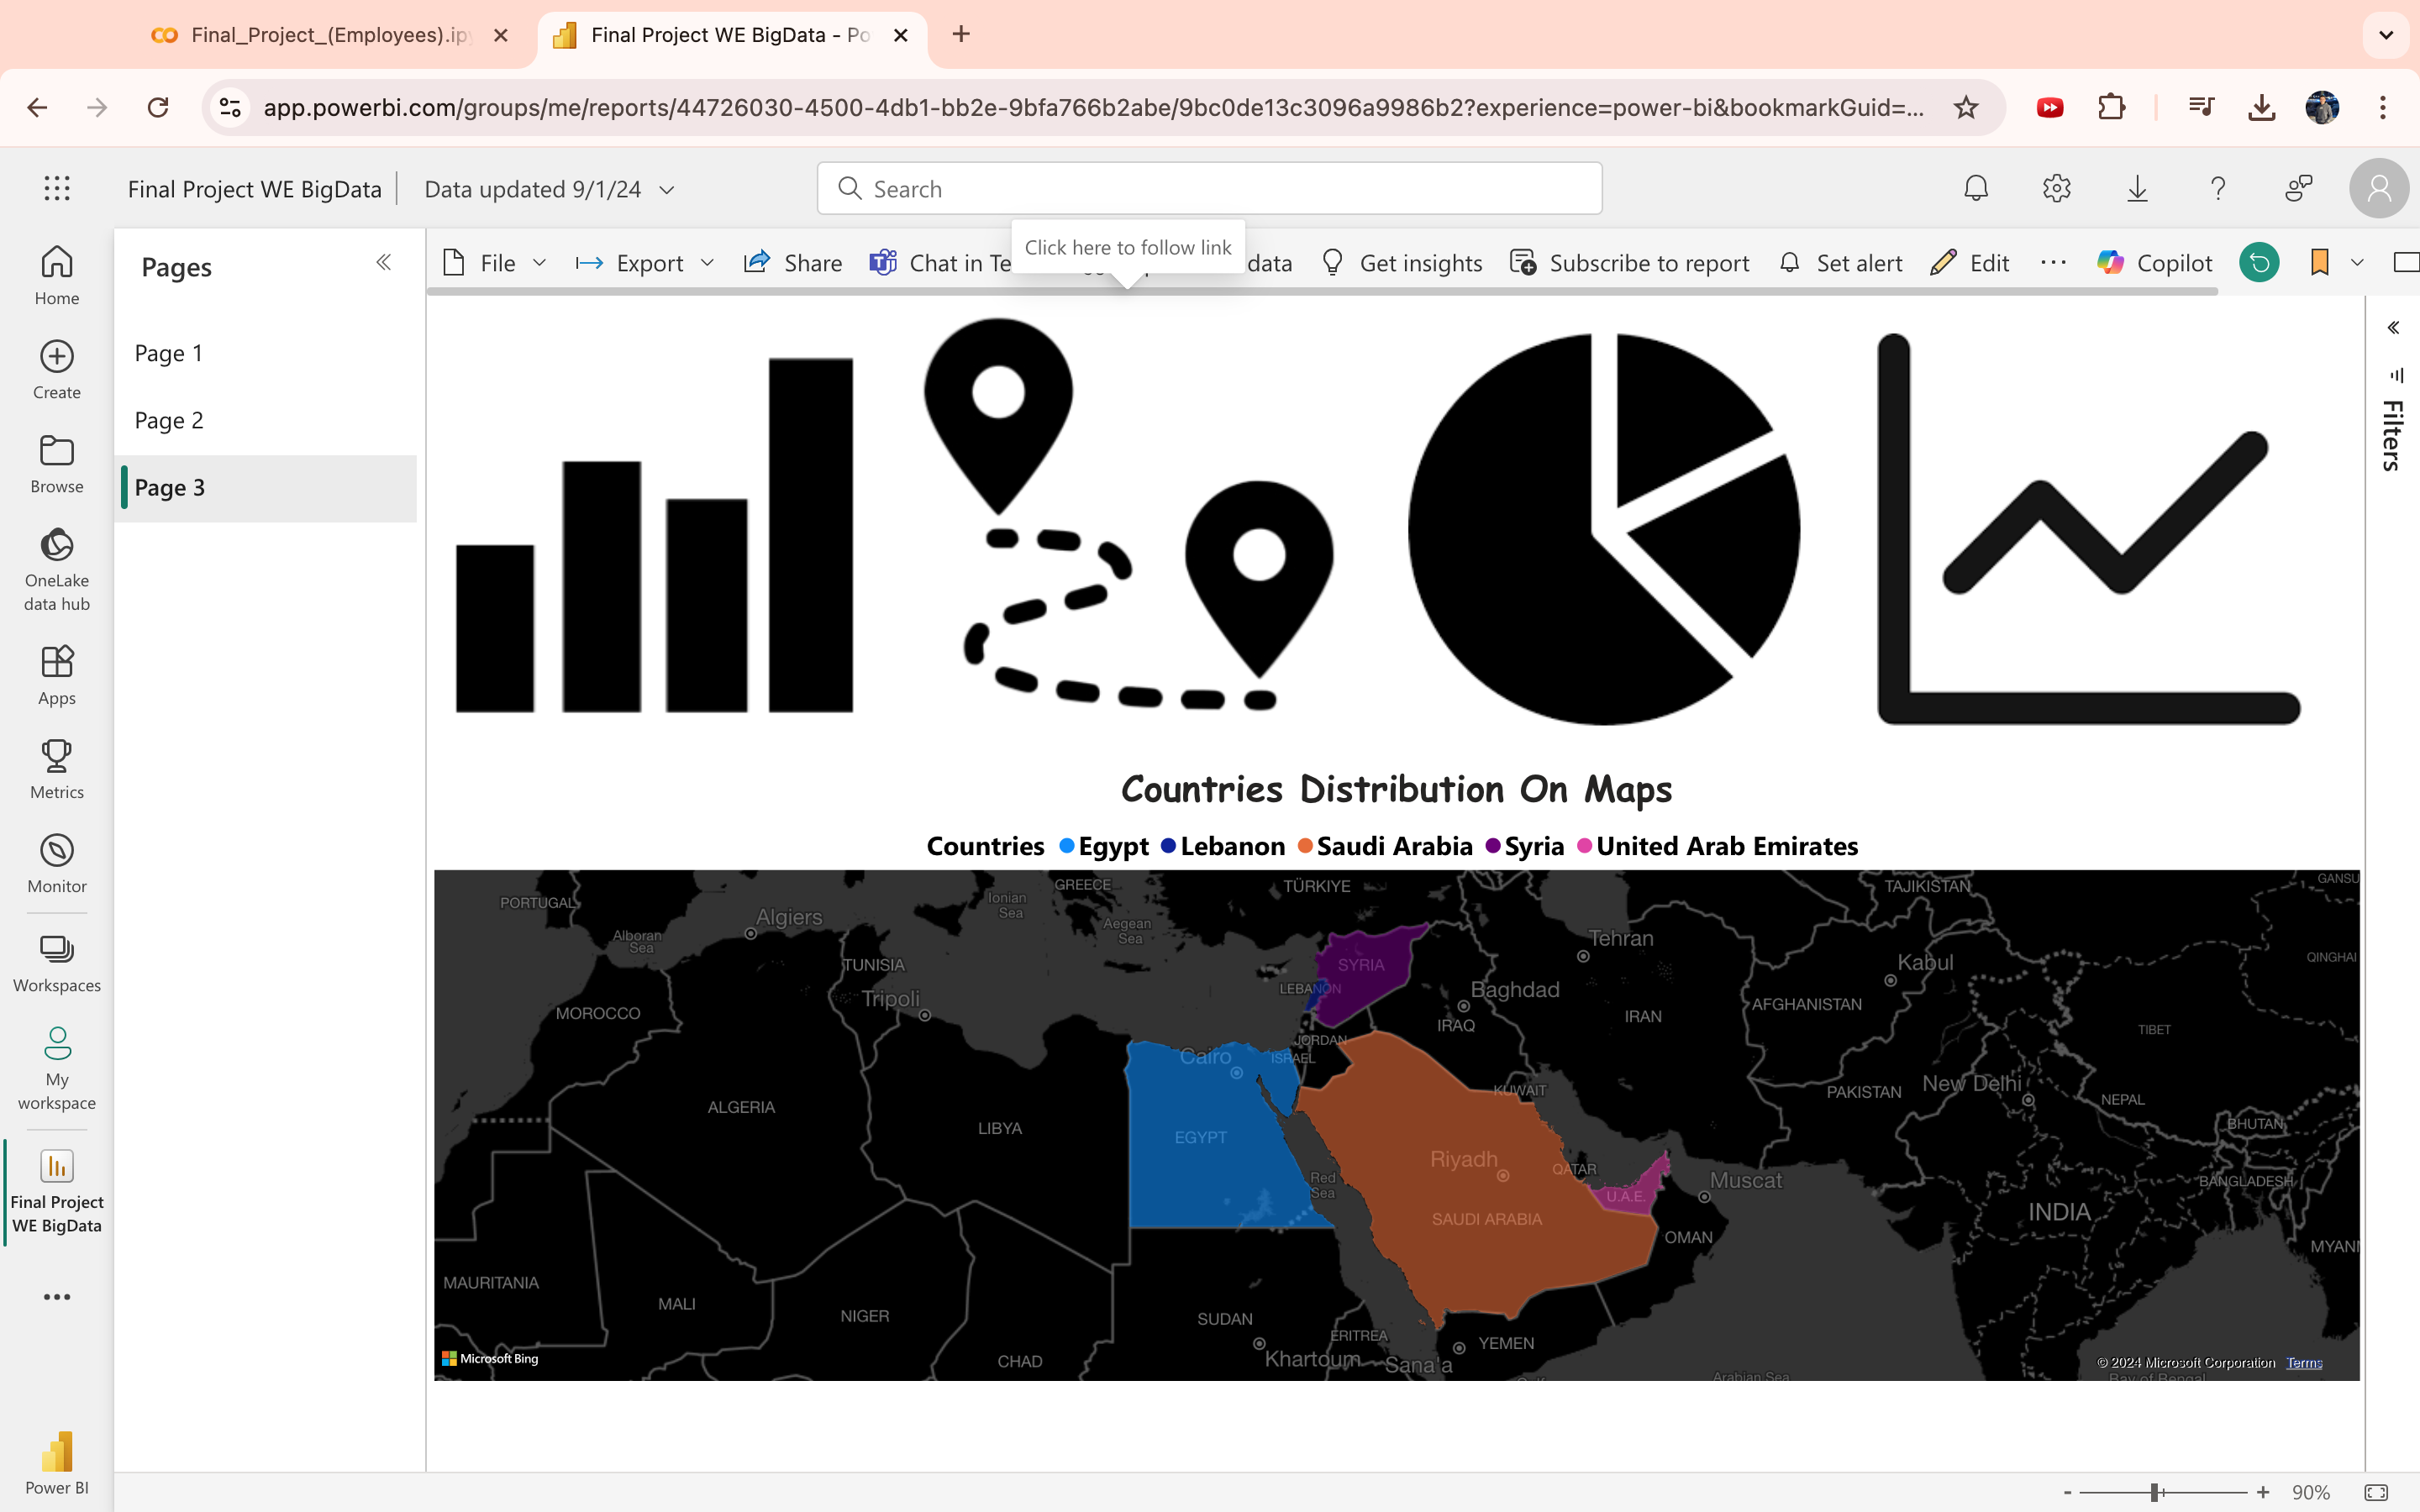 Final_Project_(Employees).ip
Final Project WE BigData - Po
app.powerbi.com/groups/me/reports/44726030-4500-4db1-bb2e-9bfa766b2abe/9bc0de13c3096a9986b2?experience=power-bi&bookmarkGuid=...
Final Project WE BigData
Data updated 9/1/24
Search
Click here to follow link
Home
Create
Browse
OneLake
data hub
Apps
Metrics
Monitor
Workspaces
My
workspace
Final Project
WE BigData
Power BI
Pages
Page 1
Page 2
Page 3
File
Export
Share
Chat in Te
data
Get insights
Subscribe to report
Set alert
Edit
Copilot
Filters
Countries Distribution On Maps
Countries Egypt Lebanon Saudi Arabia Syria United Arab Emirates
PORTUGAL
Alboran
Sea
Algiers
Ionian
Sea
GREECE
Aegean
Sea
TÜRKIYE
TAJIKISTAN
GANSU
TUNISIA
Tripoli
MOROCCO
SYRIA
LEBANON
Tehran
Baghdad
IRAQ
IRAN
Kabul
AFGHANISTAN
QINGHAI
TIBET
Cairo
ISRAEL
JORDAN
KUWAIT
PAKISTAN
New Delhi
NEPAL
BHUTAN
ALGERIA
LIBYA
EGYPT
Red
Sea
Riyadh
SAUDI ARABIA
QATAR
U.A.E.
Muscat
OMAN
INDIA
BANGLADESH
MYANM
MAURITANIA
MALI
NIGER
CHAD
SUDAN
Khartoum
ERITREA
Sana'a
YEMEN
Arabian Sea
Bay of Bengal
Microsoft Bing
© 2024 Microsoft Corporation Terms
- + 90%